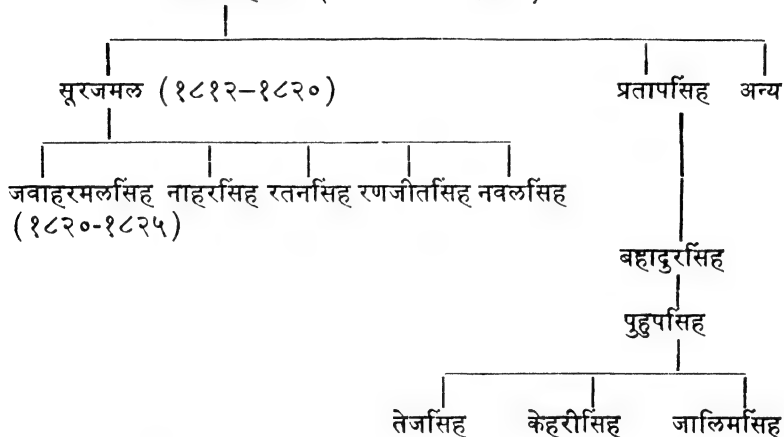 सूरजमल (१८१२–१८२०) प्रतापसिंह अन्य
जवाहरमलसिंह नाहरसिंह रतनसिंह रणजीतसिंह नवलसिंह
(१८२०-१८२५)
बहादुरसिंह
पुहुपसिंह
तेजसिंह केहरीसिंह जालिमसिंह